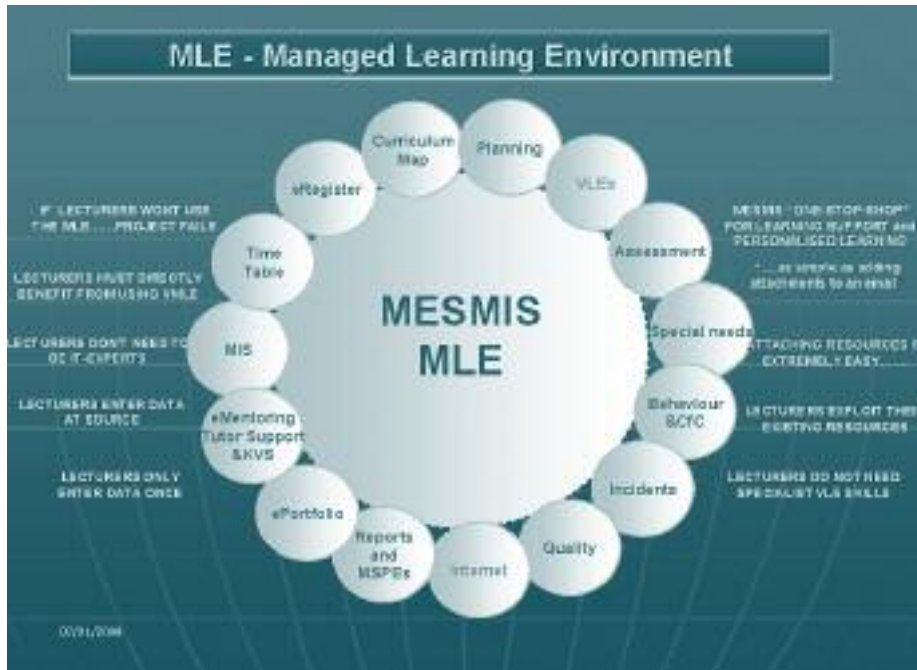 MLE - Managed Learning Environment
Curriculum
Map
Planning
eRegister
VLEs
Time
Table
Assessment
MIS
Special needs
eMentoring
Tutor Support
&KVS
Behaviour
&CfC
ePortfolio
Incidents
Reports
and
Internet
Quality
MESMIS
MLE
IF LECTURERS WONT USE
THE MLE.....PROJECT FAILS
LECTURERS MUST DIRECTLY
BENEFIT FROM USING
LECTURERS DONT NEED TO
BE IT-EXPERTS
LECTURERS ENTER DATA
AT SOURCE
LECTURERS ONLY
ENTER DATA ONCE
MESMIS "ONE-STOP-SHOP"
FOR LEARNING SUPPORT and
PERSONALISED LEARNING
"....as simple as adding
attachments to an email
ATTACHING RESOURCES
EXTREMELY EASY.....
LECTURERS EXPLOIT
EXISTING RESOURCES
LECTURERS DO NOT NEED
SPECIALIST VLE SKILLS